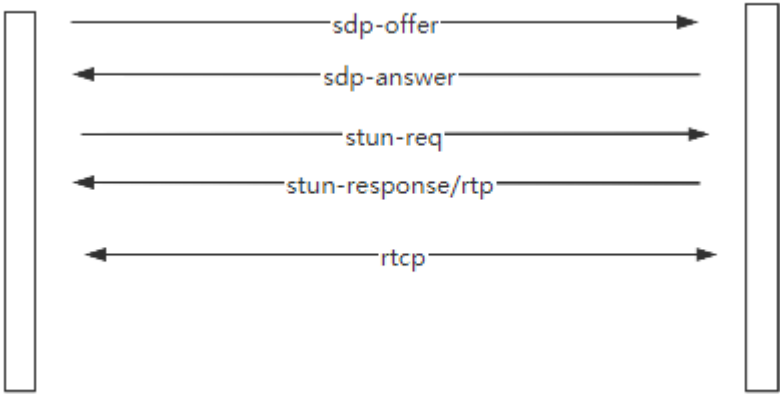 sdp-offer
sdp-answer
stun-req
stun-response/rtp
rtcp